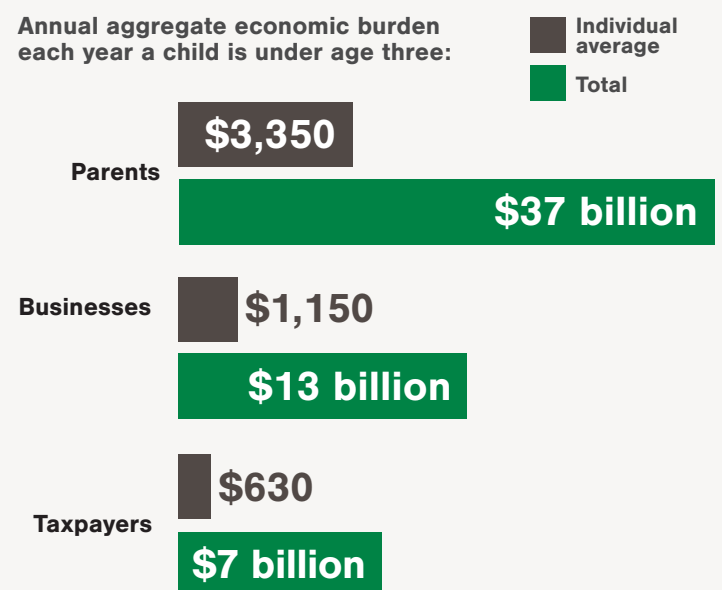 Annual aggregate economic burden
each year a child is under age three:
Individual
average
Total
Parents
$3,350
$37 billion
Businesses
$1,150
$13 billion
Taxpayers
$630
$7 billion